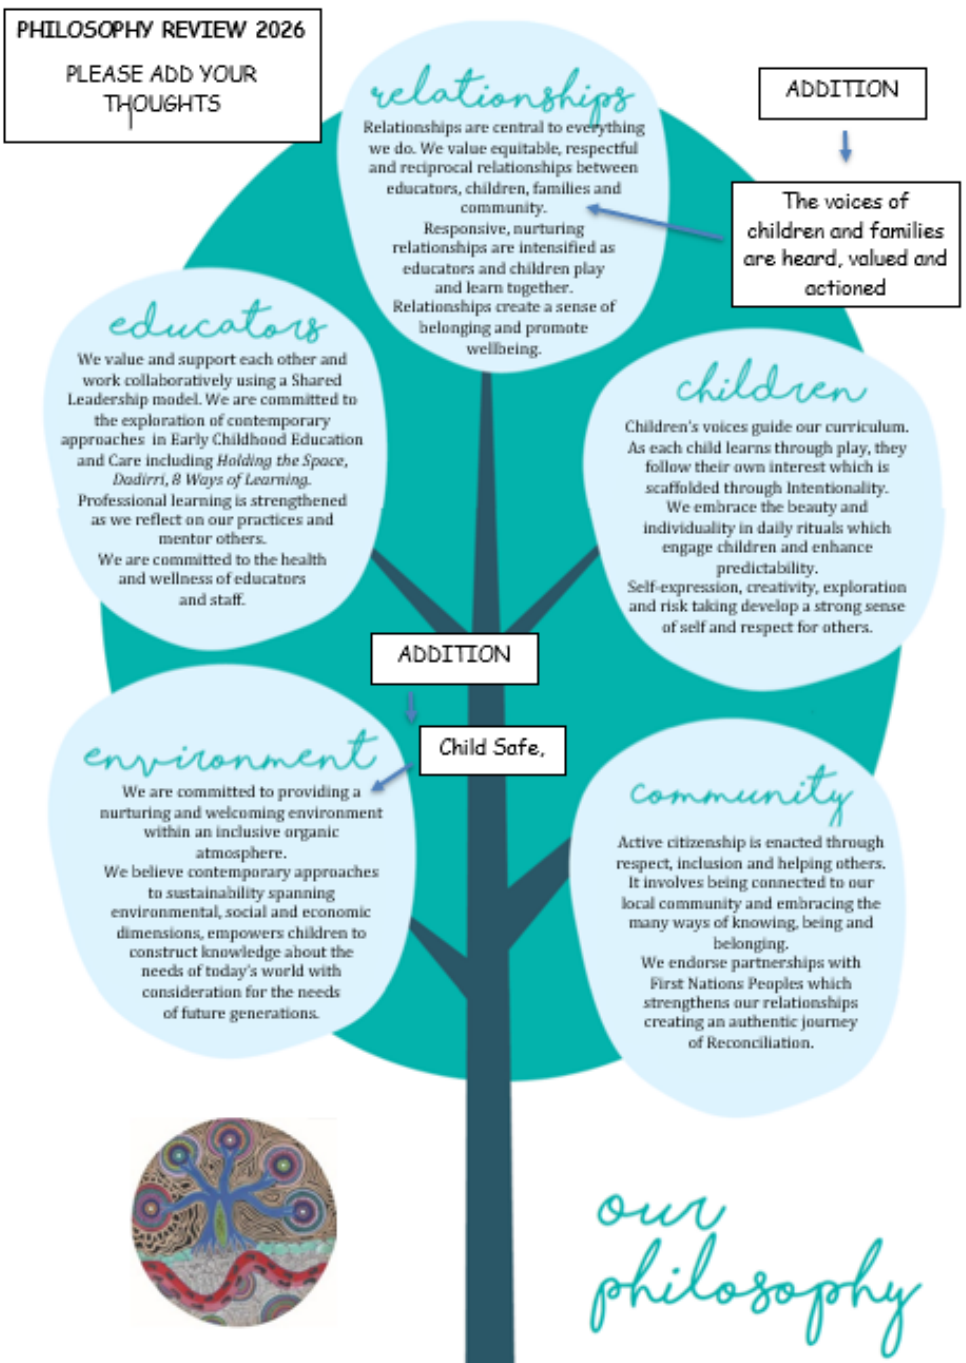 PHILOSOPHY REVIEW 2026
PLEASE ADD YOUR
THOUGHTS
relationships
Relationships are central to everything
we do. We value equitable, respectful
and reciprocal relationships between
educators, children, families and
community.
Responsive, nurturing
relationships are intensified as
educators and children play
and learn together.
Relationships create a sense of
belonging and promote
wellbeing.
ADDITION
The voices of
children and families
are heard, valued and
actioned
educators
We value and support each other and
work collaboratively using a Shared
Leadership model. We are committed to
the exploration of contemporary
approaches in Early Childhood Education
and Care including Holding the Space,
Dadirri, 8 Ways of Learning.
Professional learning is strengthened
as we reflect on our practices and
mentor others.
We are committed to the health
and wellness of educators
and staff.
children
Children's voices guide our curriculum.
As each child learns through play, they
follow their own interest which is
scaffolded through Intentionality.
We embrace the beauty and
individuality in daily rituals which
engage children and enhance
predictability.
Self-expression, creativity, exploration
and risk taking develop a strong sense
of self and respect for others.
ADDITION
Child Safe,
environment
We are committed to providing a
nurturing and welcoming environment
within an inclusive organic
atmosphere.
We believe contemporary approaches
to sustainability spanning
environmental, social and economic
dimensions, empowers children to
construct knowledge about the
needs of today's world with
consideration for the needs
of future generations.
community
Active citizenship is enacted through
respect, inclusion and helping others.
It involves being connected to our
local community and embracing the
many ways of knowing, being and
belonging.
We endorse partnerships with
First Nations Peoples which
strengthens our relationships
creating an authentic journey
of Reconciliation.
our
philosophy